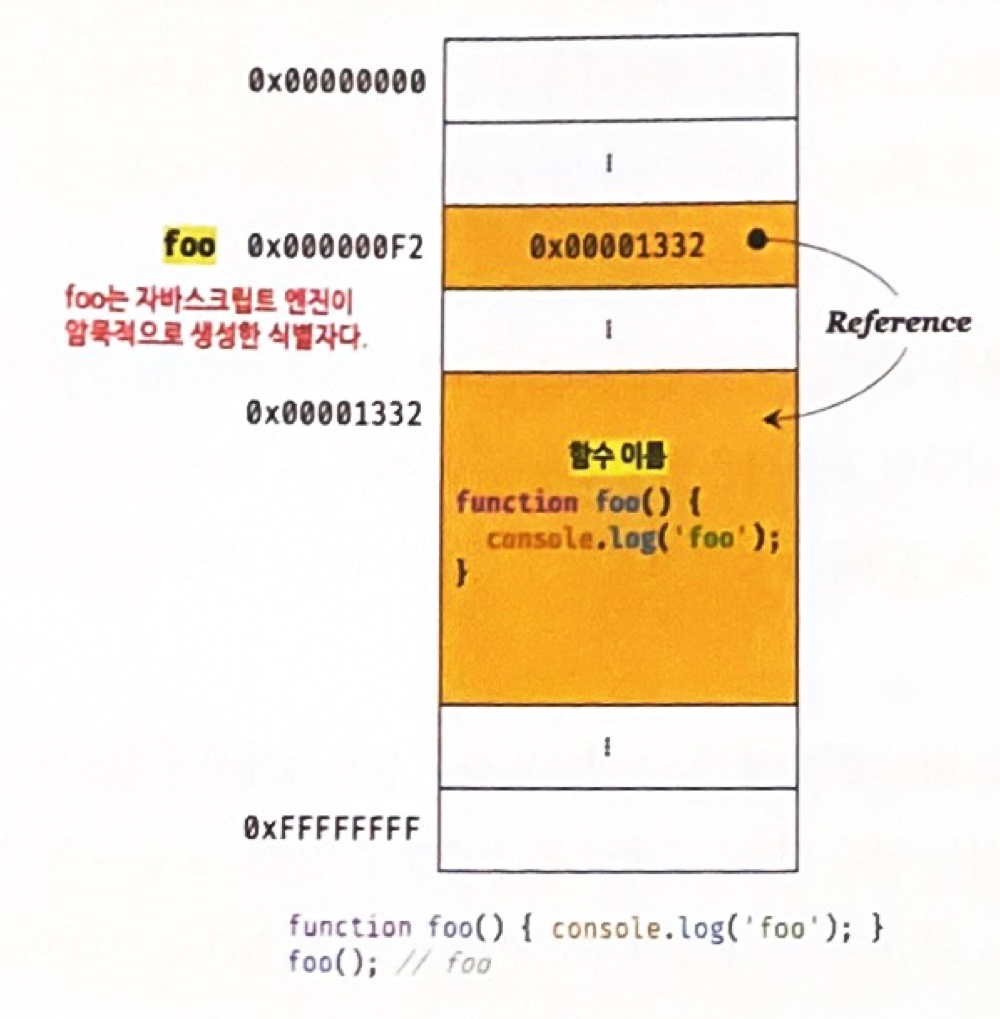 0x00000000
⁞
foo 0x000000F2 0x00001332
foo는 자바스크립트 엔진이
암묵적으로 생성한 식별자다.
⁞
Reference
0x00001332
함수 이름
function foo() {
console.log('foo');
}
⁞
0xFFFFFFFF
function foo() { console.log('foo'); }
foo(); // foo